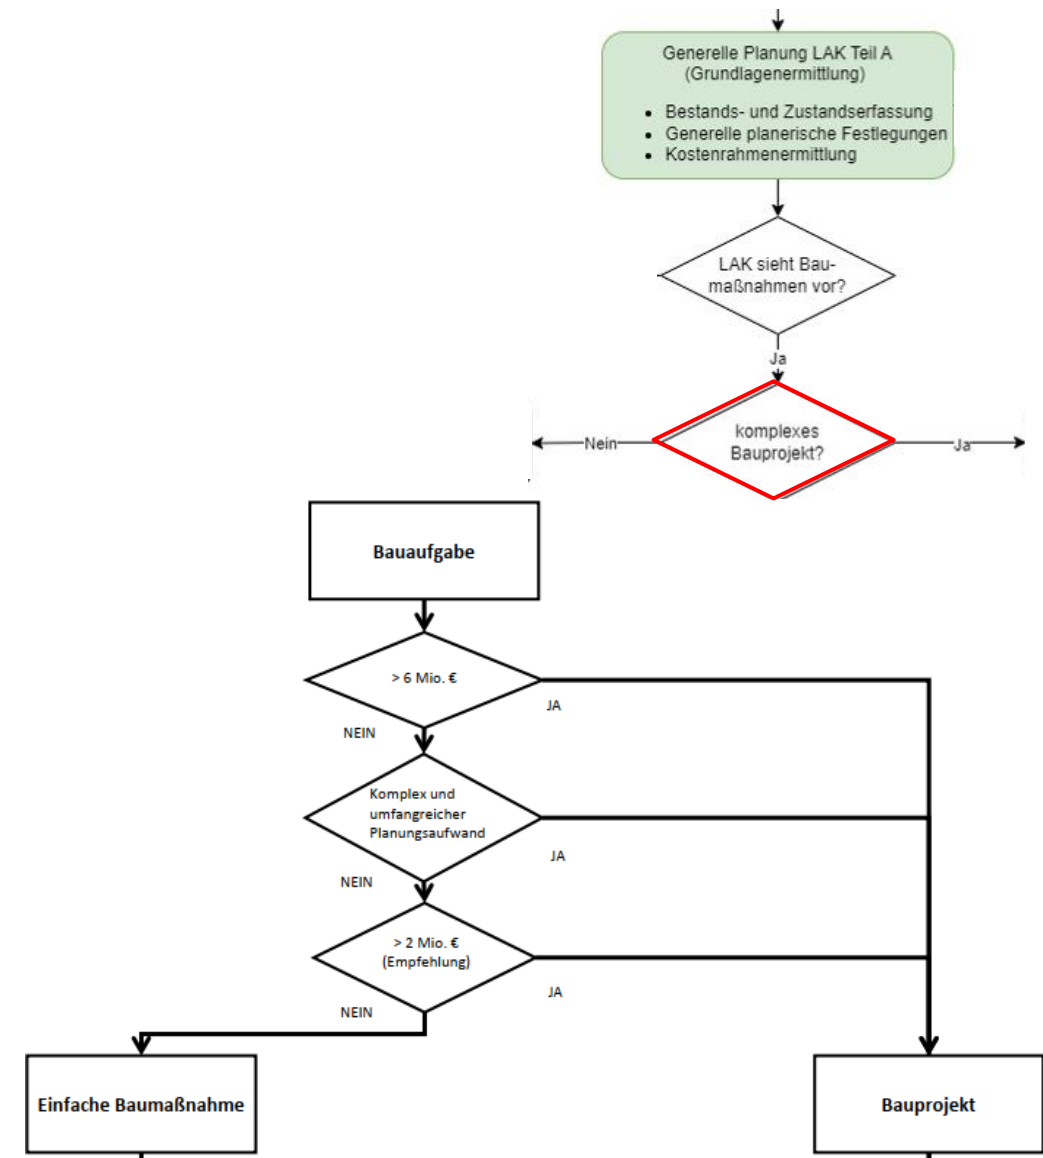 Generelle Planung LAK Teil A
(Grundlagenermittlung)
• Bestands- und Zustandserfassung
• Generelle planerische Festlegungen
• Kostenrahmenermittlung
LAK sieht Bau-
maßnahmen vor?
Ja
komplexes
Bauprojekt?
Nein
Ja
Bauaufgabe
> 6 Mio. €
JA
NEIN
Komplex und
umfangreicher
Planungsaufwand
JA
NEIN
> 2 Mio. €
(Empfehlung)
JA
NEIN
Einfache Baumaßnahme
Bauprojekt